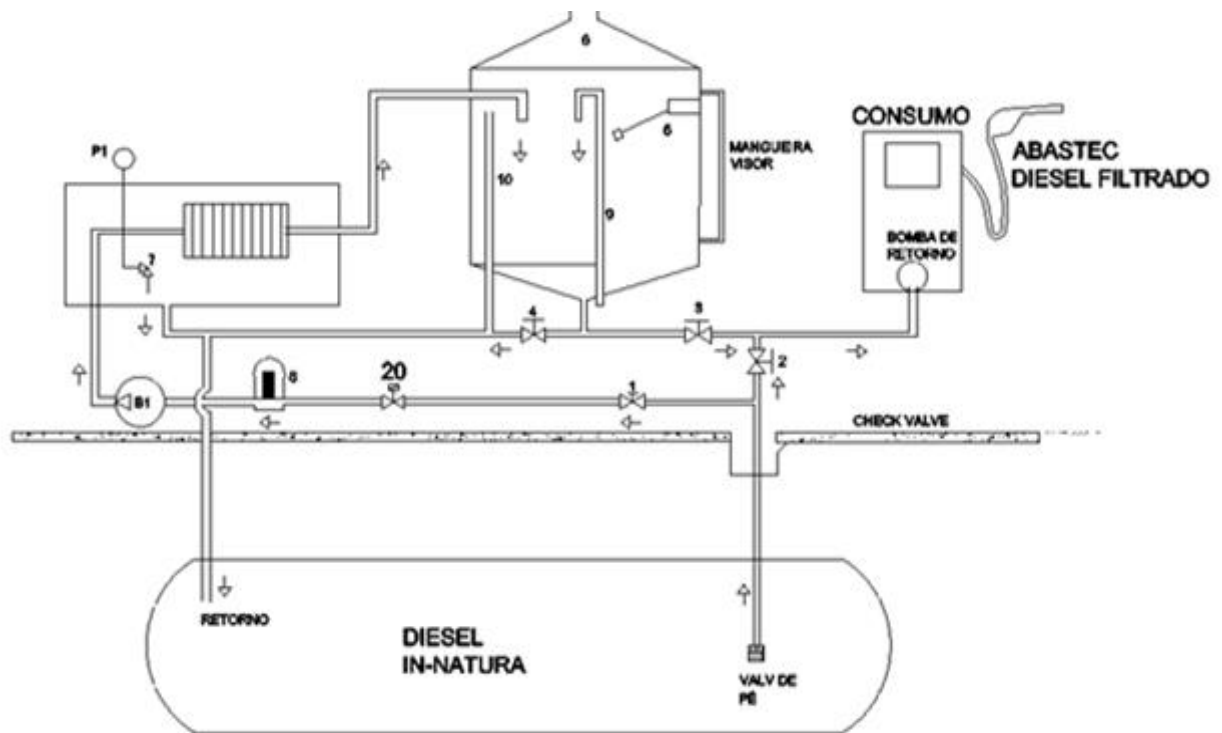 6
CONSUMO
P1
6
MANGUEIRA
VISOR
ABASTEC
DIESEL FILTRADO
10
9
7
BOMBA DE
RETORNO
4
3
2
20
8
1
B1
CHECK VALVE
RETORNO
DIESEL
IN-NATURA
VALV DE
PÉ